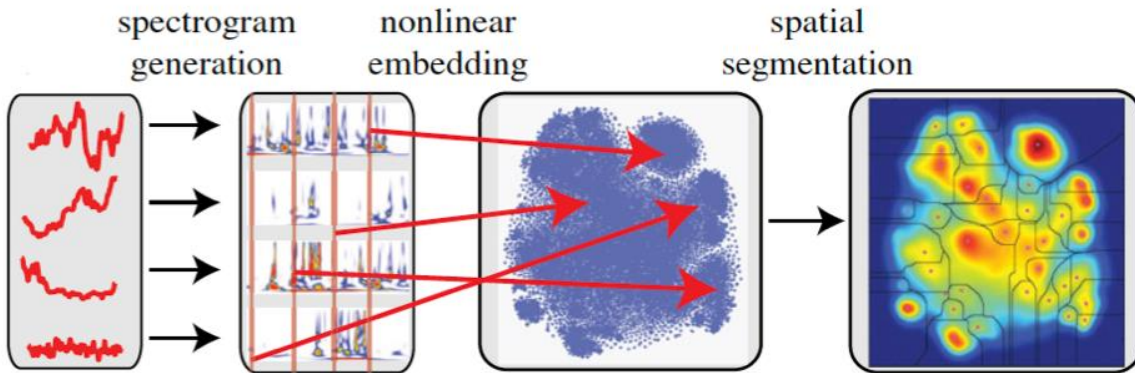 spectrogram
generation
nonlinear
embedding
spatial
segmentation